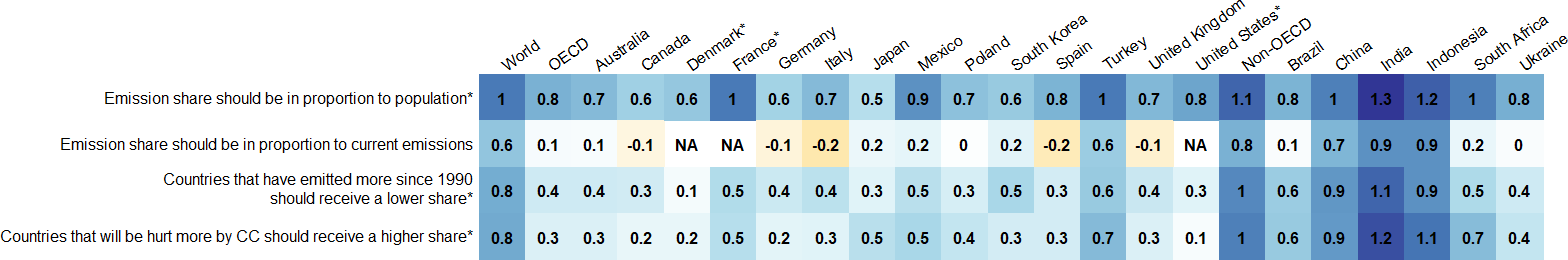 World OECD Australia Canada Denmark* France* Germany Italy Japan Mexico Poland South Korea Spain Turkey United Kingdom United States* Non-OECD Brazil China India Indonesia South Africa Ukraine
Emission share should be in proportion to population* 1 0.8 0.7 0.6 0.6 1 0.6 0.7 0.5 0.9 0.7 0.6 0.8 1 0.7 0.8 1.1 0.8 1 1.3 1.2 1 0.8
Emission share should be in proportion to current emissions 0.6 0.1 0.1 -0.1 NA NA -0.1 -0.2 0.2 0.2 0 0.2 -0.2 0.6 -0.1 NA 0.8 0.1 0.7 0.9 0.9 0.2 0
Countries that have emitted more since 1990
should receive a lower share* 0.8 0.4 0.4 0.3 0.1 0.5 0.4 0.4 0.3 0.5 0.3 0.5 0.3 0.6 0.4 0.3 1 0.6 0.9 1.1 0.9 0.5 0.4
Countries that will be hurt more by CC should receive a higher share* 0.8 0.3 0.3 0.2 0.2 0.5 0.2 0.3 0.5 0.5 0.4 0.3 0.3 0.7 0.3 0.1 1 0.6 0.9 1.2 1.1 0.7 0.4